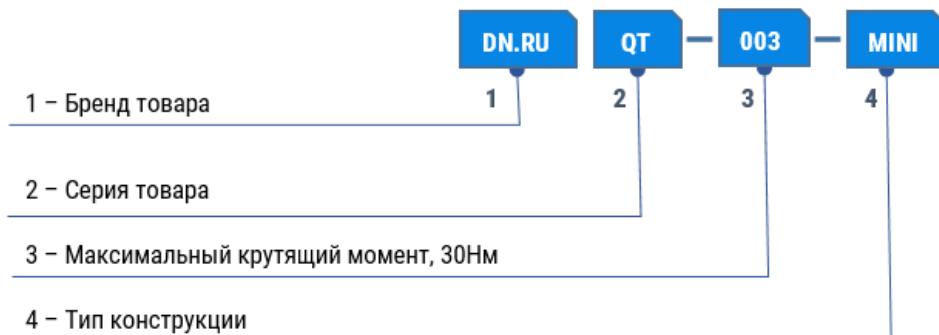 DN.RU QT – 003 – MINI
1 2 3 4
1 – Бренд товара
2 – Серия товара
3 – Максимальный крутящий момент, 30Нм
4 – Тип конструкции